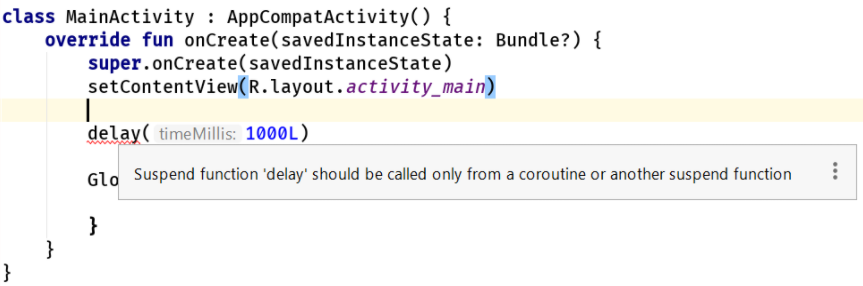 class MainActivity : AppCompatActivity() {
override fun onCreate(savedInstanceState: Bundle?) {
super.onCreate(savedInstanceState)
setContentView(R.layout.activity_main)
delay( timeMillis: 1000L)
Suspend function 'delay' should be called only from a coroutine or another suspend function
Glo
}
}
}